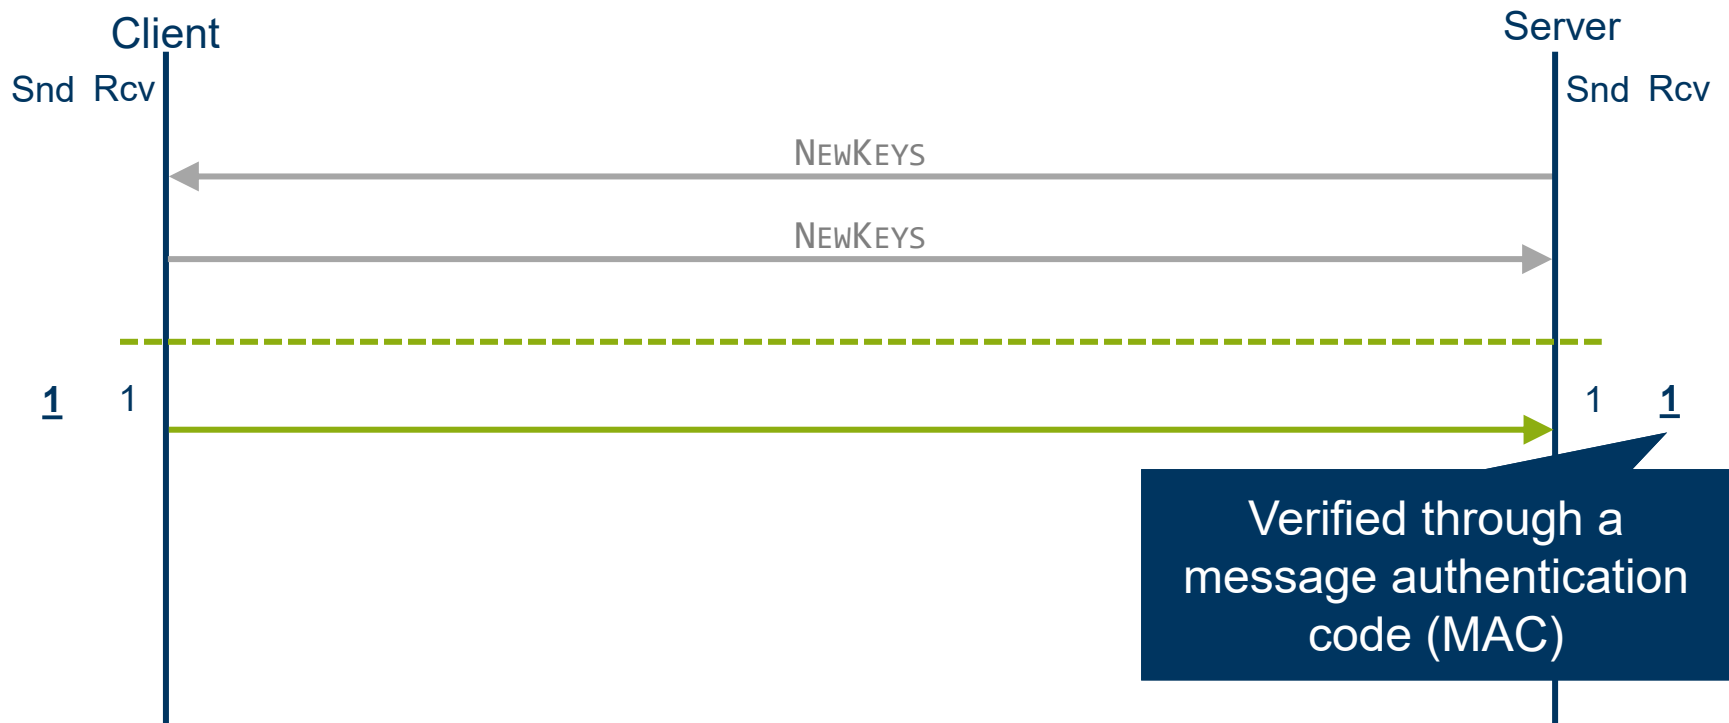 Client
Server
Snd Rcv
Snd Rcv
NEWKEYS
NEWKEYS
1 1
1 1
Verified through a
message authentication
code (MAC)